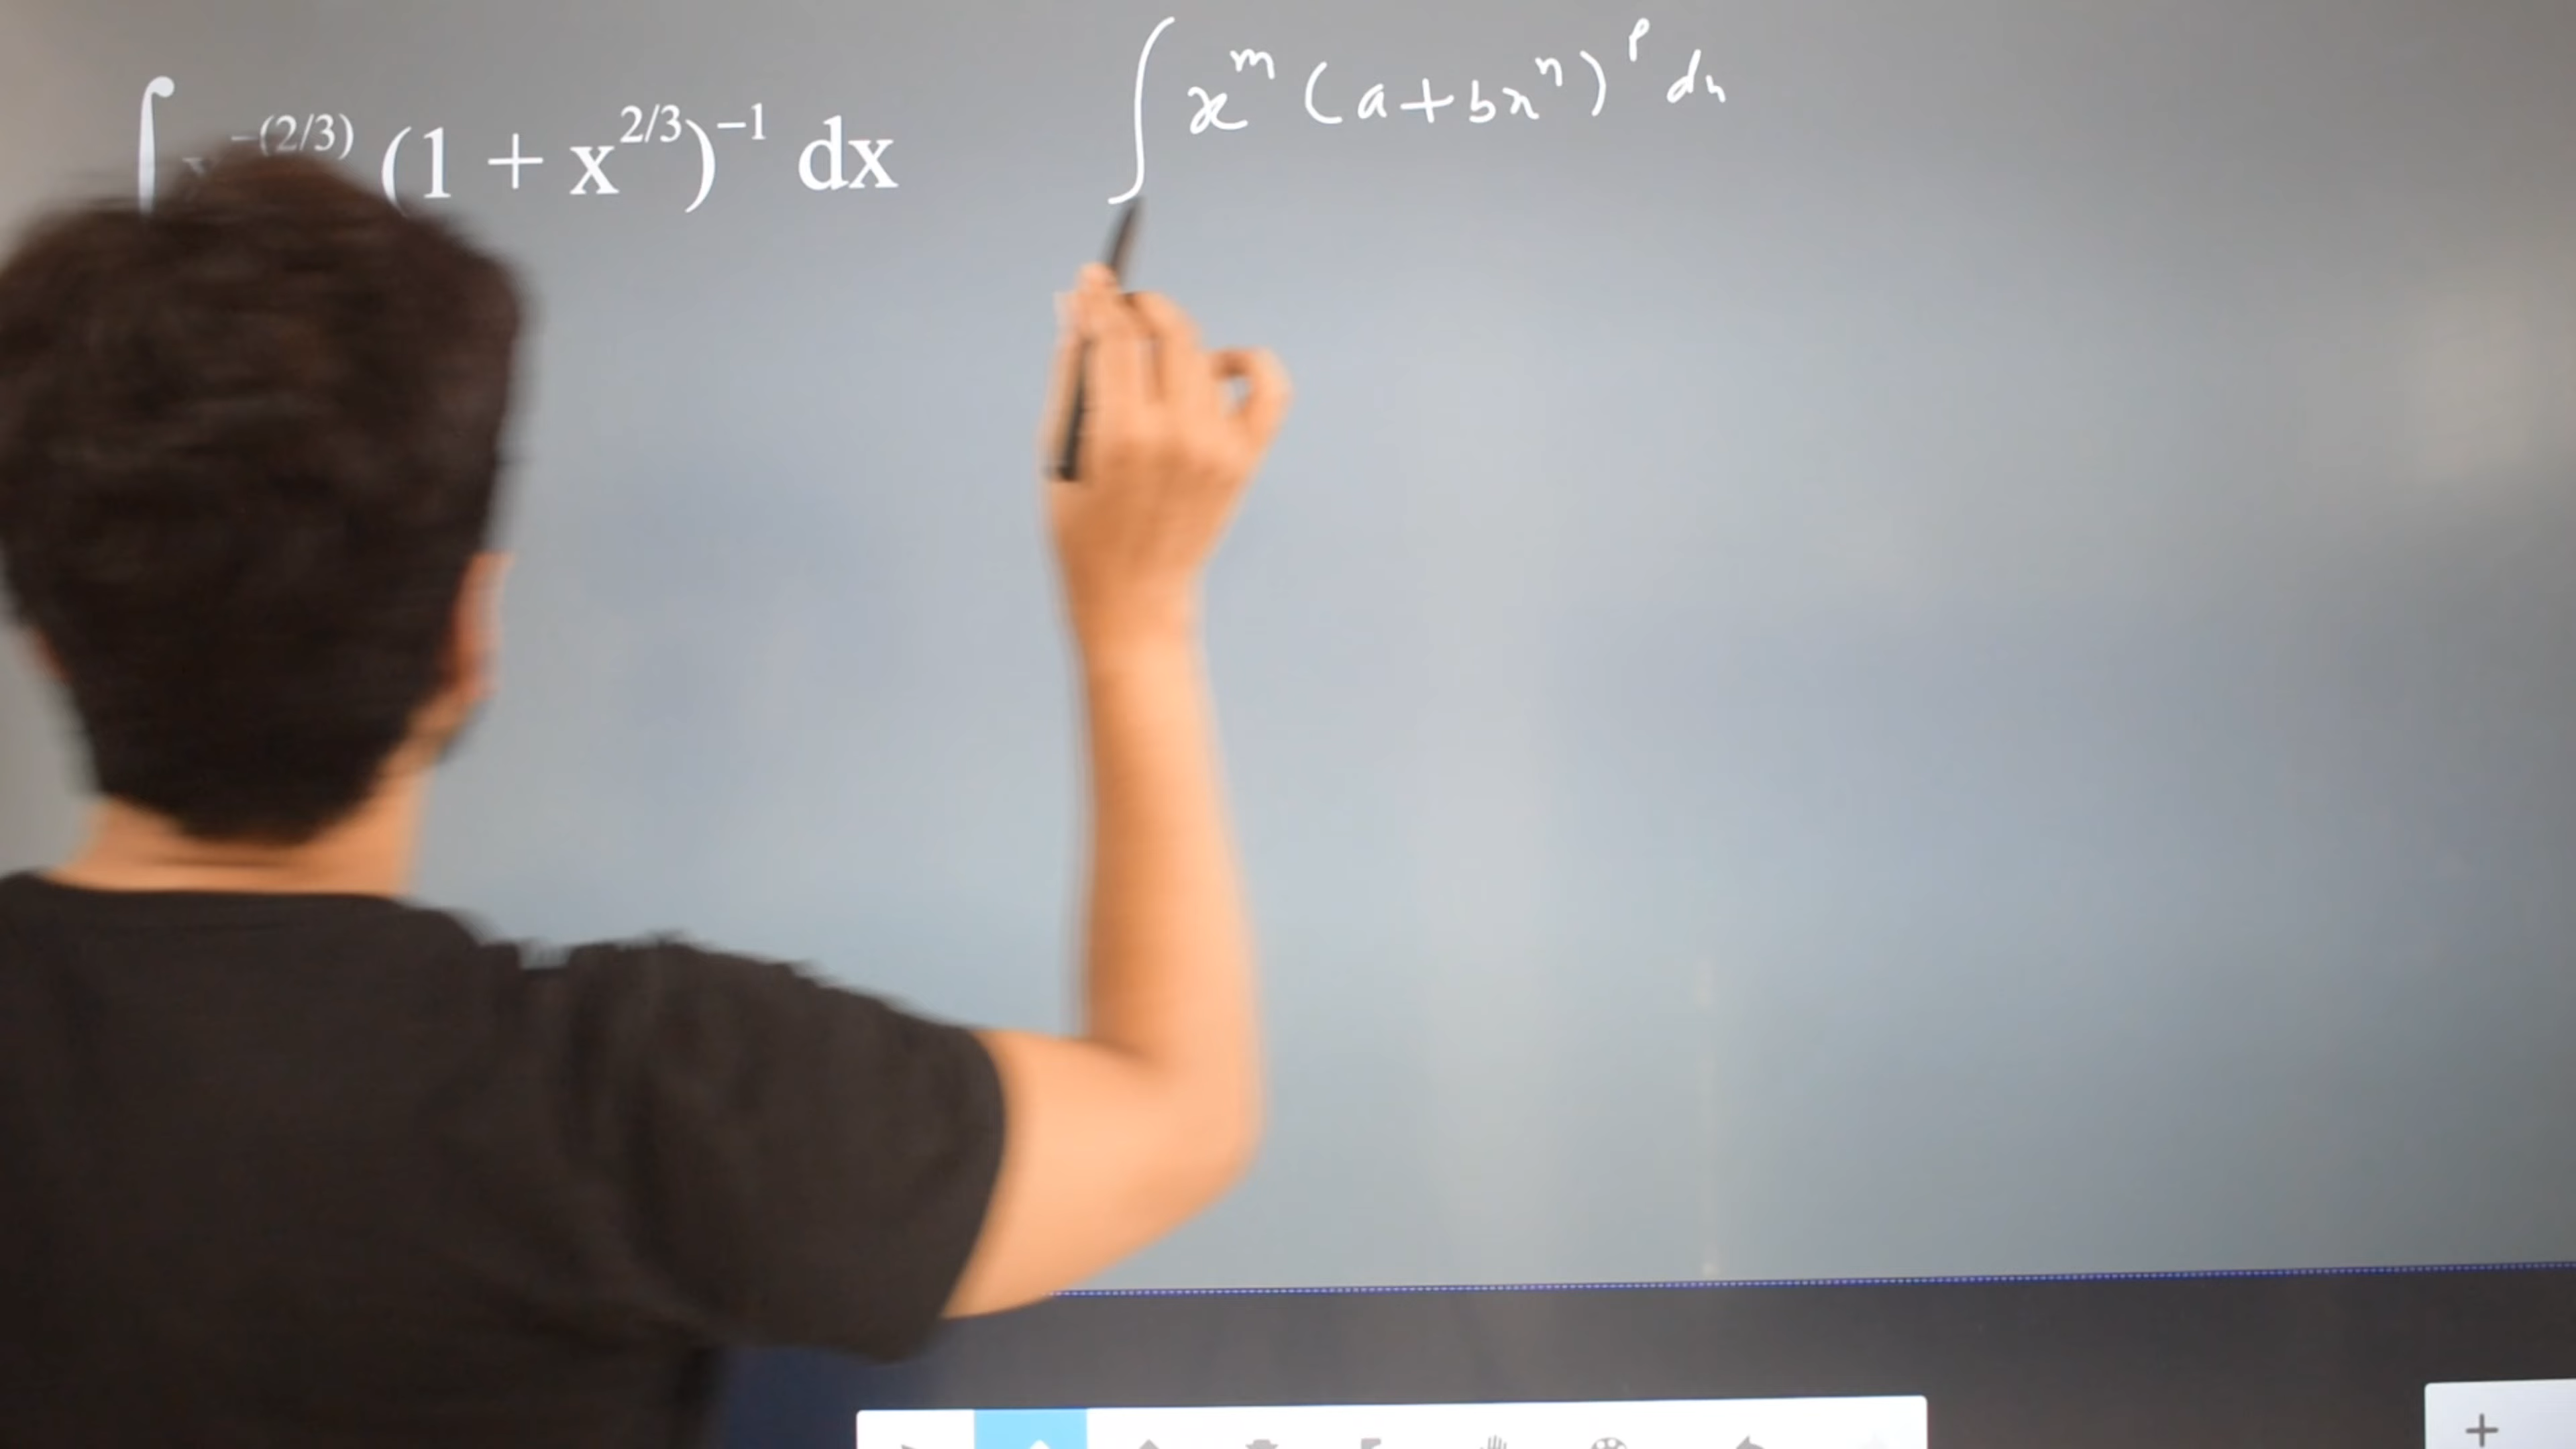 ∫ x^-(2/3) (1 + x^2/3)^-1 dx
∫ x^m (a+bx^n)^p dx